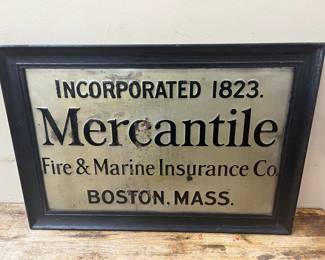 INCORPORATED 1823.
Mercantile
Fire & Marine Insurance Co.
BOSTON, MASS.